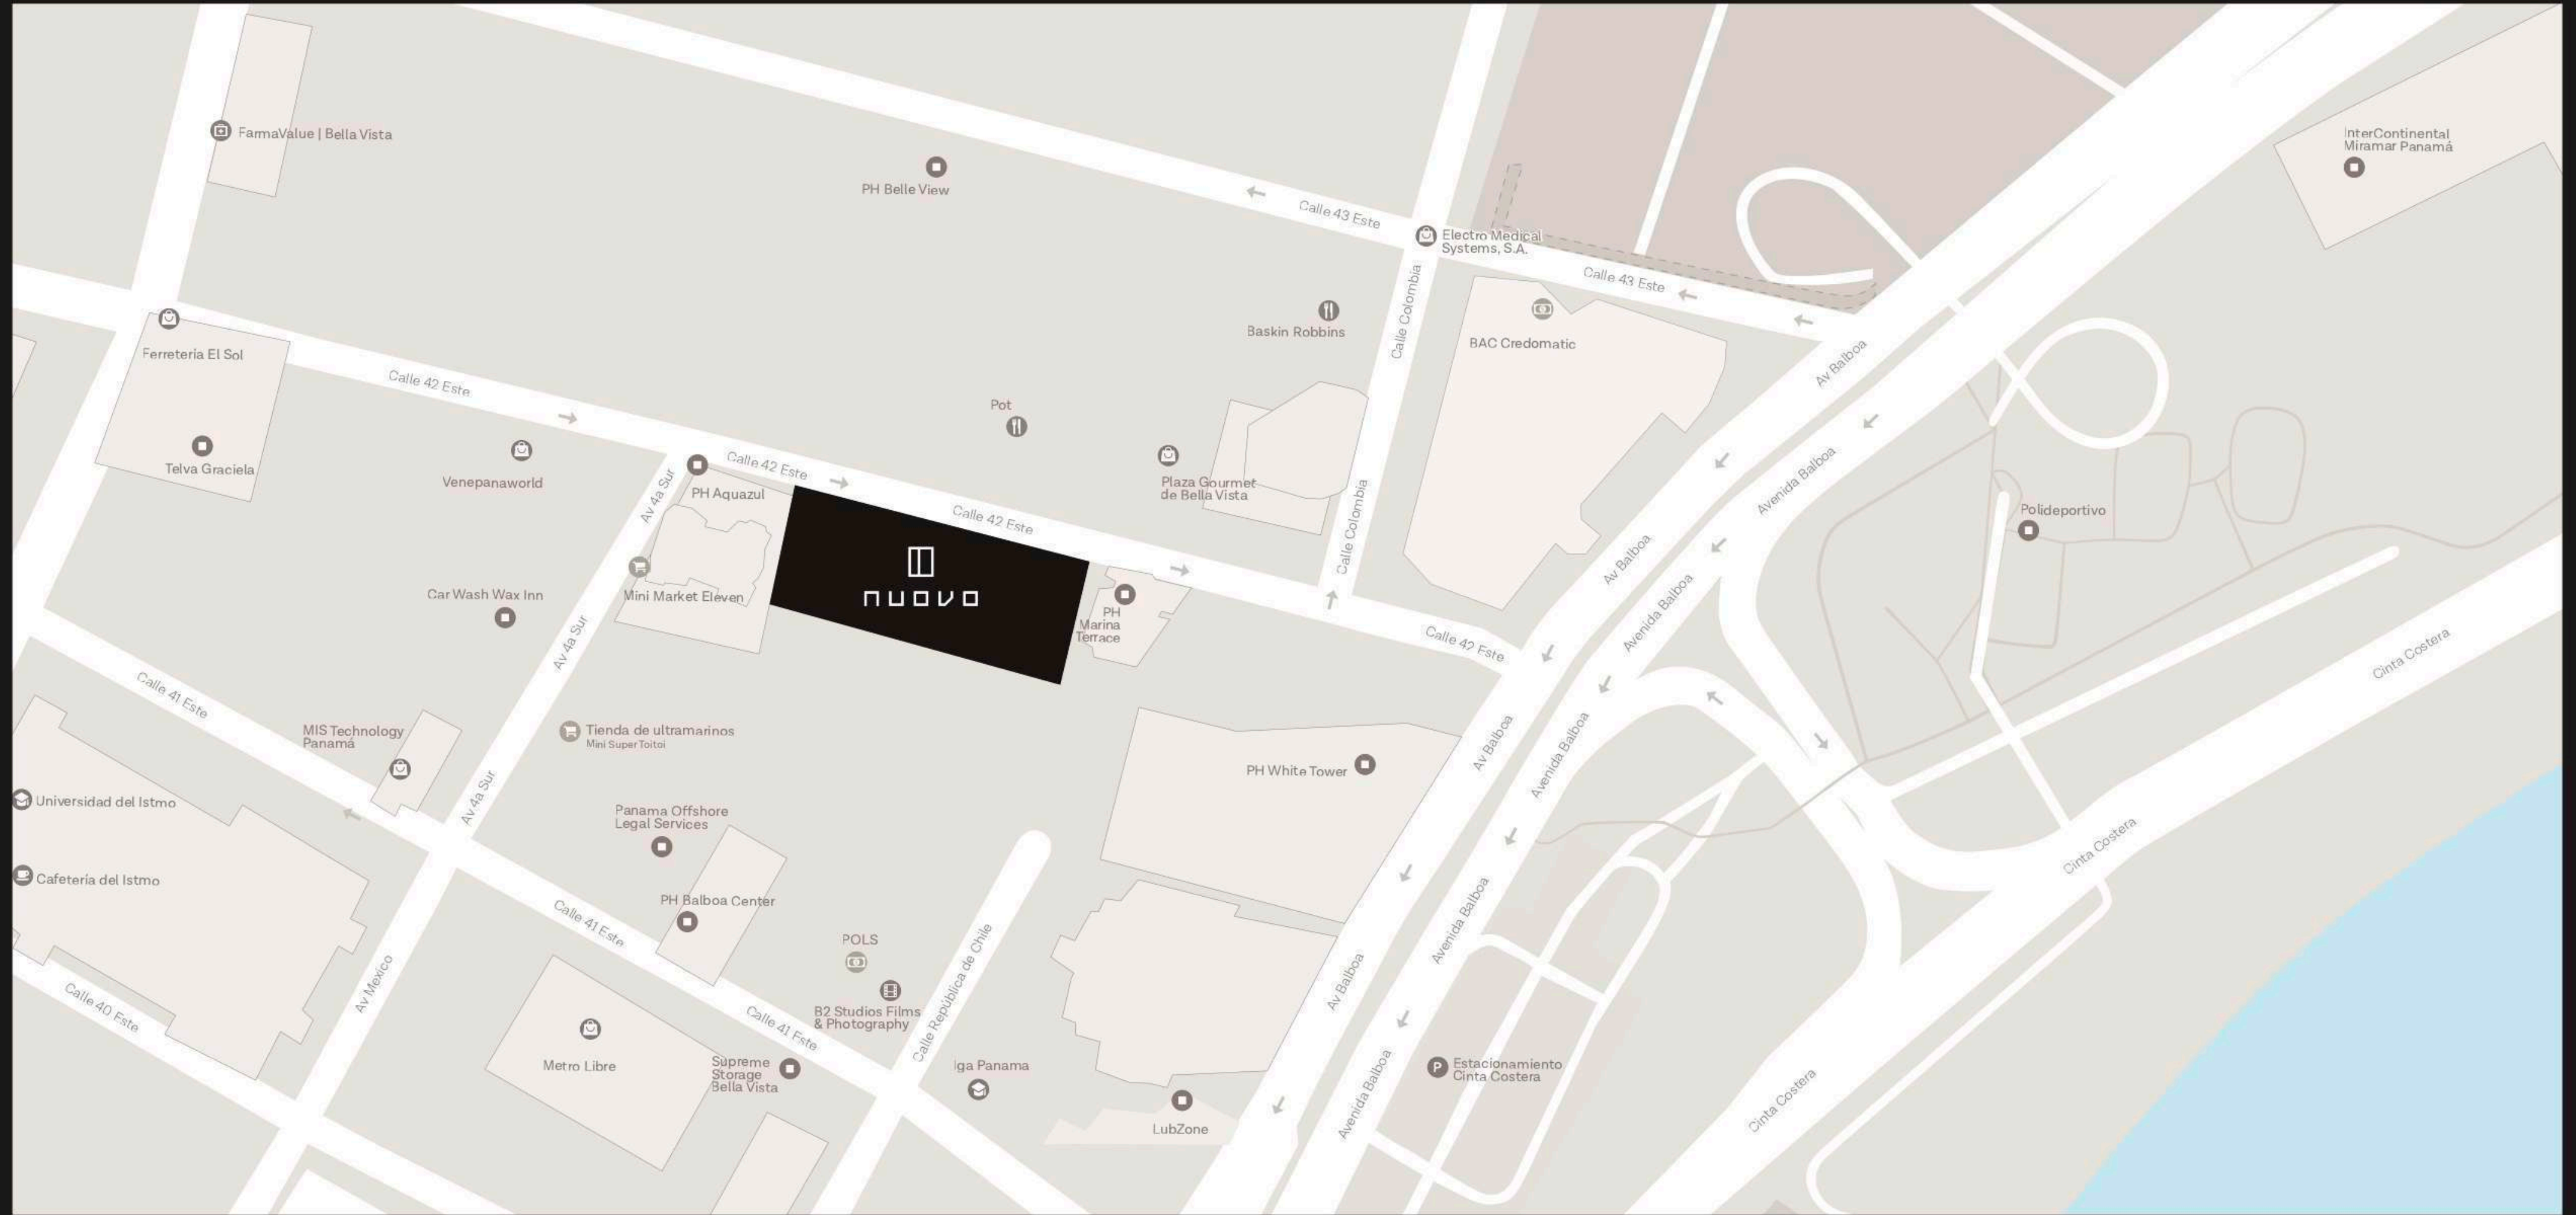 FarmaValue | Bella Vista
PH Belle View
InterContinental
Miramar Panamá
Calle 43 Este
Electro Medical
Systems, S.A.
Calle 43 Este
Calle Colombia
Baskin Robbins
BAC Credomatic
Av Balboa
Ferretería El Sol
Calle 42 Este
Pot
Telva Graciela
Venepanaworld
Av 4a Sur
Calle 42 Este
PH Aquazul
Plaza Gourmet
de Bella Vista
Avenida Balboa
Calle 42 Este
Calle Colombia
Polideportivo
Av Balboa
nuovo
Car Wash Wax Inn
Mini Market Eleven
PH
Marina
Terrace
Avenida Balboa
Av 4a Sur
Calle 42 Este
Cinta Costera
Calle 41 Este
MIS Technology
Panamá
Tienda de ultramarinos
Mini Super Toitoi
Av Balboa
Avenida Balboa
PH White Tower
Av 4a Sur
Universidad del Istmo
Panama Offshore
Legal Services
Cinta Costera
Cafetería del Istmo
PH Balboa Center
Calle 41 Este
Avenida Balboa
POLS
Calle República de Chile
Av Mexico
Av Balboa
Calle 40 Este
B2 Studios Films
& Photography
Calle 41 Este
Metro Libre
Supreme
Storage
Bella Vista
Iga Panama
Avenida Balboa
P
Estacionamiento
Cinta Costera
Cinta Costera
LubZone